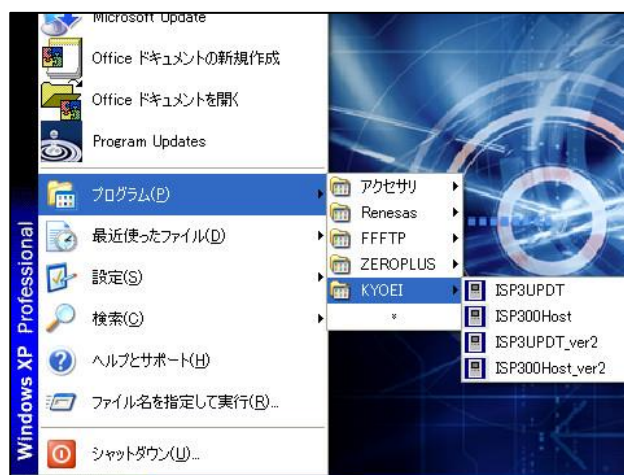 Microsoft Update
Office ドキュメントの新規作成
Office ドキュメントを開く
Program Updates
プログラム(P)
最近使ったファイル(D)
設定(S)
検索(C)
ヘルプとサポート(H)
ファイル名を指定して実行(R)...
シャットダウン(U)...
Windows XP Professional
アクセサリ
Renesas
FFFTP
ZEROPLUS
KYOEI
ISP3UPDT
ISP300Host
ISP3UPDT_ver2
ISP300Host_ver2